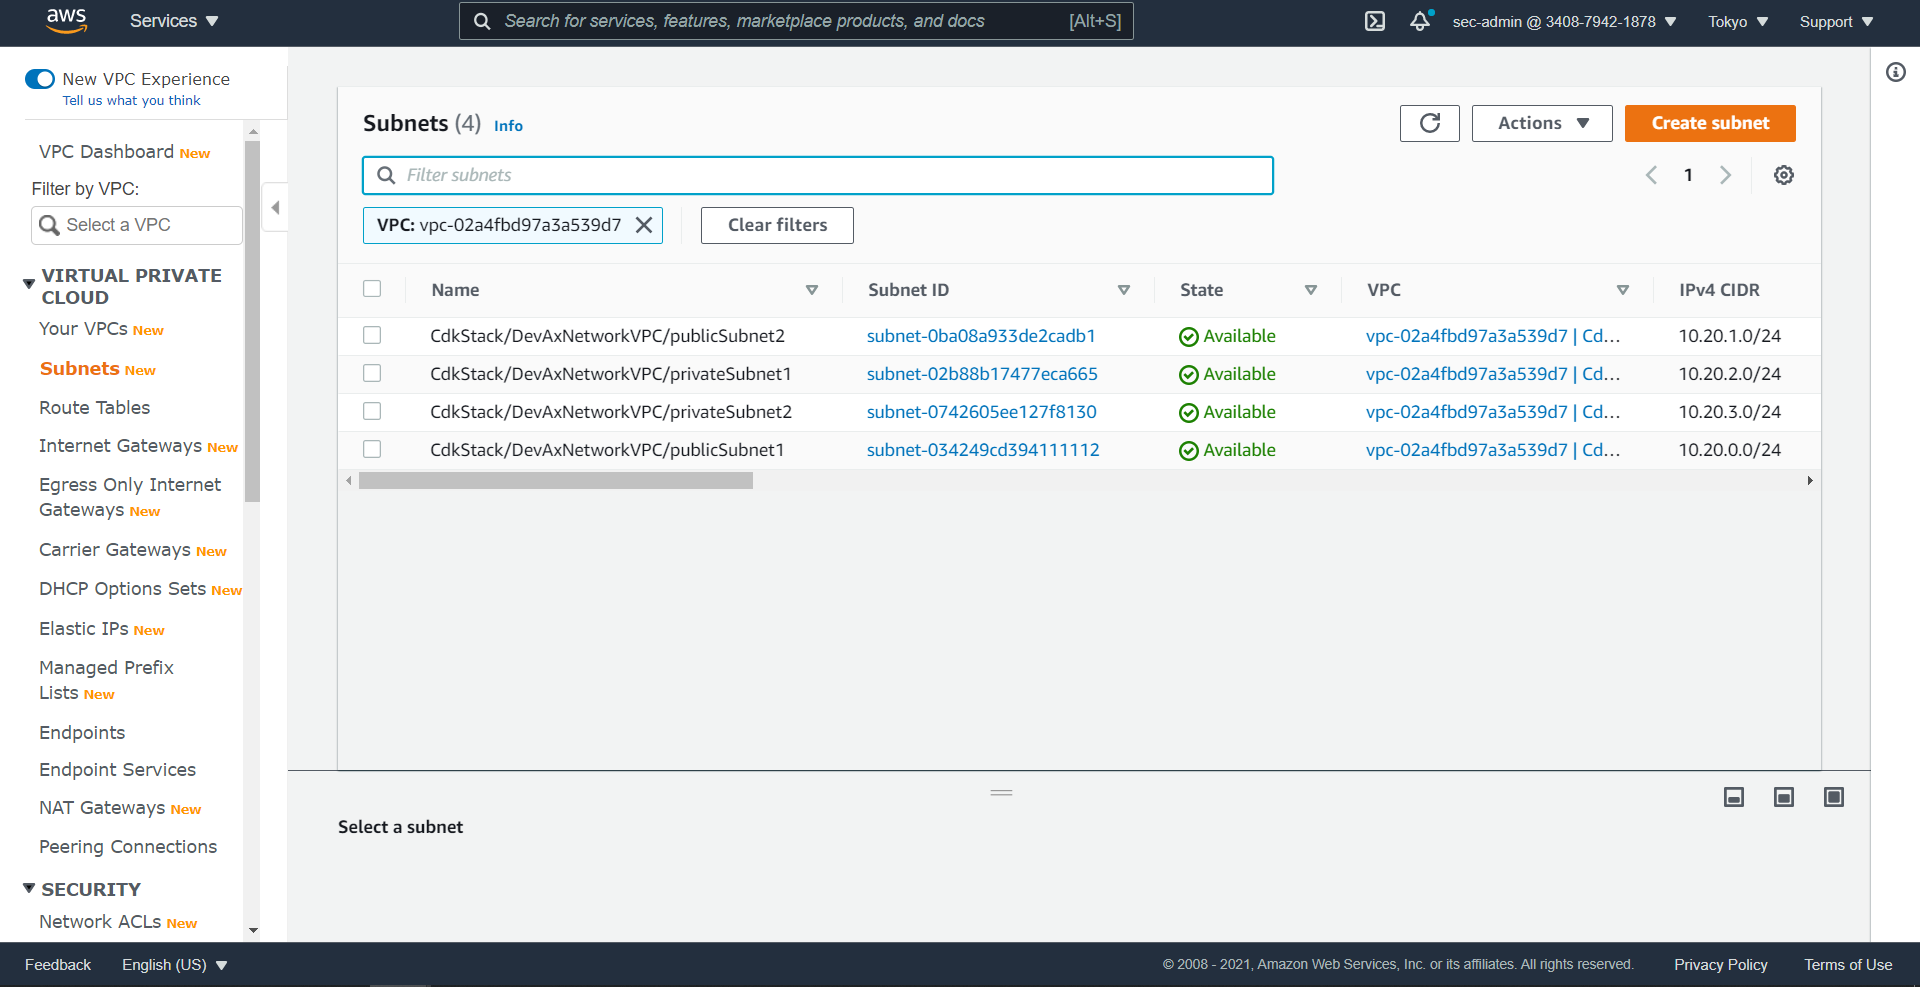 aws
Services
Search for services, features, marketplace products, and docs [Alt+S]
sec-admin @ 3408-7942-1878
Tokyo
Support
New VPC Experience
Tell us what you think
VPC Dashboard New
Filter by VPC:
Select a VPC
VIRTUAL PRIVATE
CLOUD
Your VPCs New
Subnets New
Route Tables
Internet Gateways New
Egress Only Internet
Gateways New
Carrier Gateways New
DHCP Options Sets New
Elastic IPs New
Managed Prefix
Lists New
Endpoints
Endpoint Services
NAT Gateways New
Peering Connections
SECURITY
Network ACLs New
Subnets (4) Info
Actions
Create subnet
Filter subnets
1
VPC: vpc-02a4fbd97a3a539d7
Clear filters
Name Subnet ID State VPC IPv4 CIDR
CdkStack/DevAxNetworkVPC/publicSubnet2 subnet-0ba08a933de2cadb1 Available vpc-02a4fbd97a3a539d7 | Cd... 10.20.1.0/24
CdkStack/DevAxNetworkVPC/privateSubnet1 subnet-02b88b17477eca665 Available vpc-02a4fbd97a3a539d7 | Cd... 10.20.2.0/24
CdkStack/DevAxNetworkVPC/privateSubnet2 subnet-0742605ee127f8130 Available vpc-02a4fbd97a3a539d7 | Cd... 10.20.3.0/24
CdkStack/DevAxNetworkVPC/publicSubnet1 subnet-034249cd394111112 Available vpc-02a4fbd97a3a539d7 | Cd... 10.20.0.0/24
Select a subnet
Feedback
English (US)
© 2008 - 2021, Amazon Web Services, Inc. or its affiliates. All rights reserved.
Privacy Policy
Terms of Use